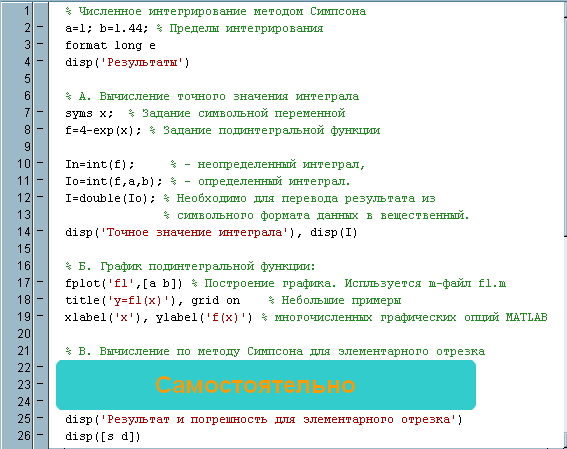 1 % Численное интегрирование методом Симпсона
2 – a=1; b=1.44; % Пределы интегрирования
3 – format long e
4 – disp('Результаты')
5
6 % А. Вычисление точного значения интеграла
7 – syms x; % Задание символьной переменной
8 – f=4-exp(x); % Задание подинтегральной функции
9
10 – In=int(f); % - неопределенный интеграл,
11 – Io=int(f,a,b); % - определенный интеграл.
12 – I=double(Io); % Необходимо для перевода результата из
13 % символьного формата данных в вещественный.
14 – disp('Точное значение интеграла'), disp(I)
15
16 % Б. График подинтегральной функции:
17 – fplot('f1',[a b]) % Построение графика. Испльзуется m-файл f1.m
18 – title('y=f1(x)'), grid on % Небольшие примеры
19 – xlabel('x'), ylabel('f(x)') % многочисленных графических опций MATLAB
20
21 % В. Вычисление по методу Симпсона для элементарного отрезка
22 –
23 – Самостоятельно
24 –
25 – disp('Результат и погрешность для элементарного отрезка')
26 – disp([s d])